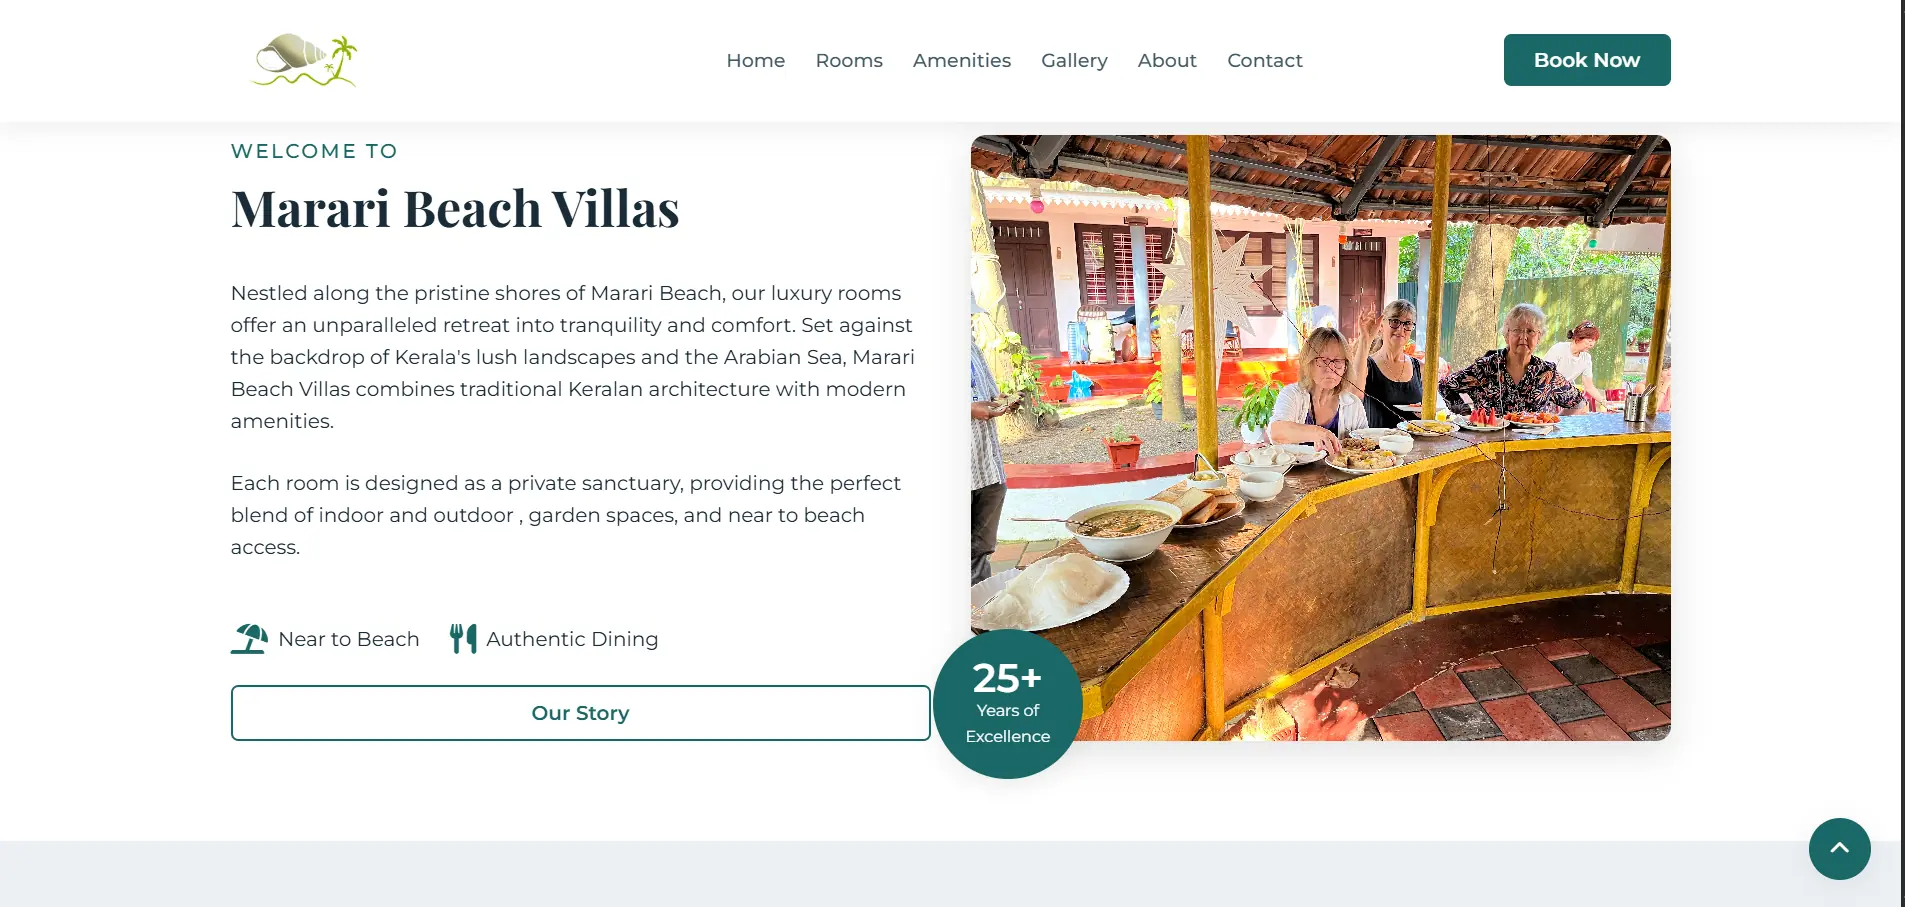 Home Rooms Amenities Gallery About Contact Book Now
WELCOME TO
Marari Beach Villas
Nestled along the pristine shores of Marari Beach, our luxury rooms
offer an unparalleled retreat into tranquility and comfort. Set against
the backdrop of Kerala's lush landscapes and the Arabian Sea, Marari
Beach Villas combines traditional Keralan architecture with modern
amenities.
Each room is designed as a private sanctuary, providing the perfect
blend of indoor and outdoor , garden spaces, and near to beach
access.
Near to Beach Authentic Dining
Our Story
25+
Years of
Excellence